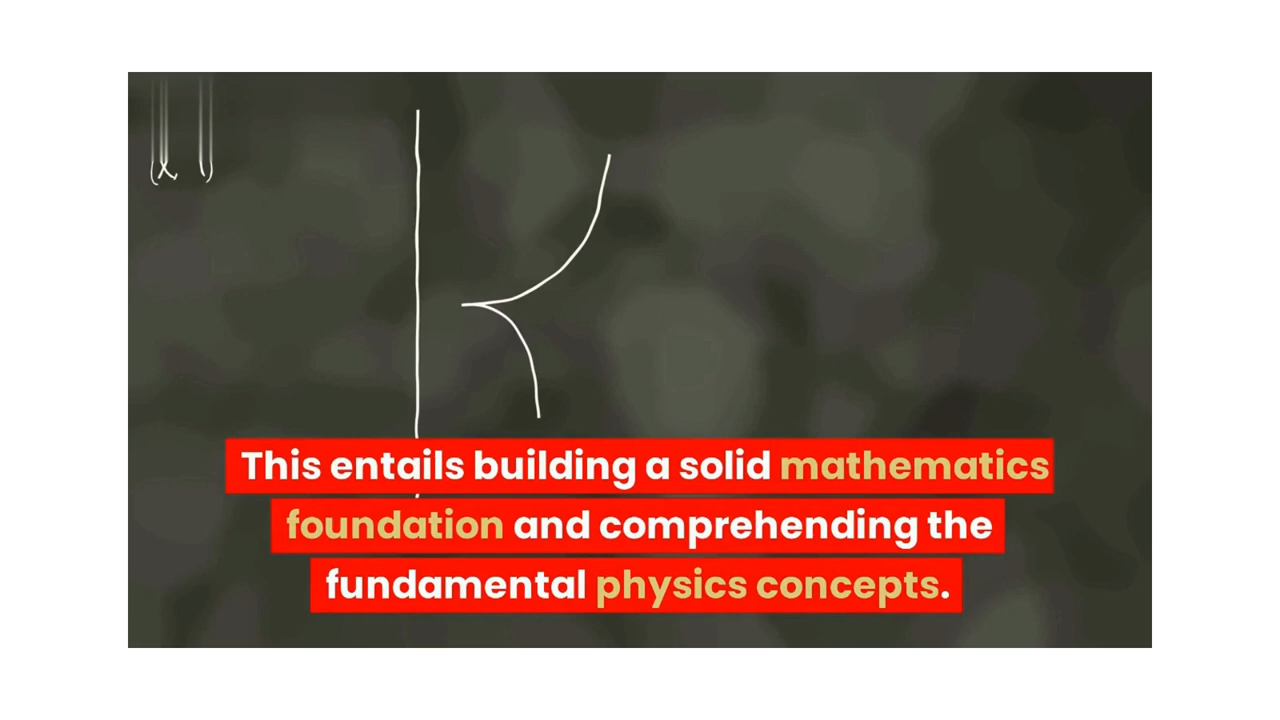 This entails building a solid mathematics
foundation and comprehending the
fundamental physics concepts.